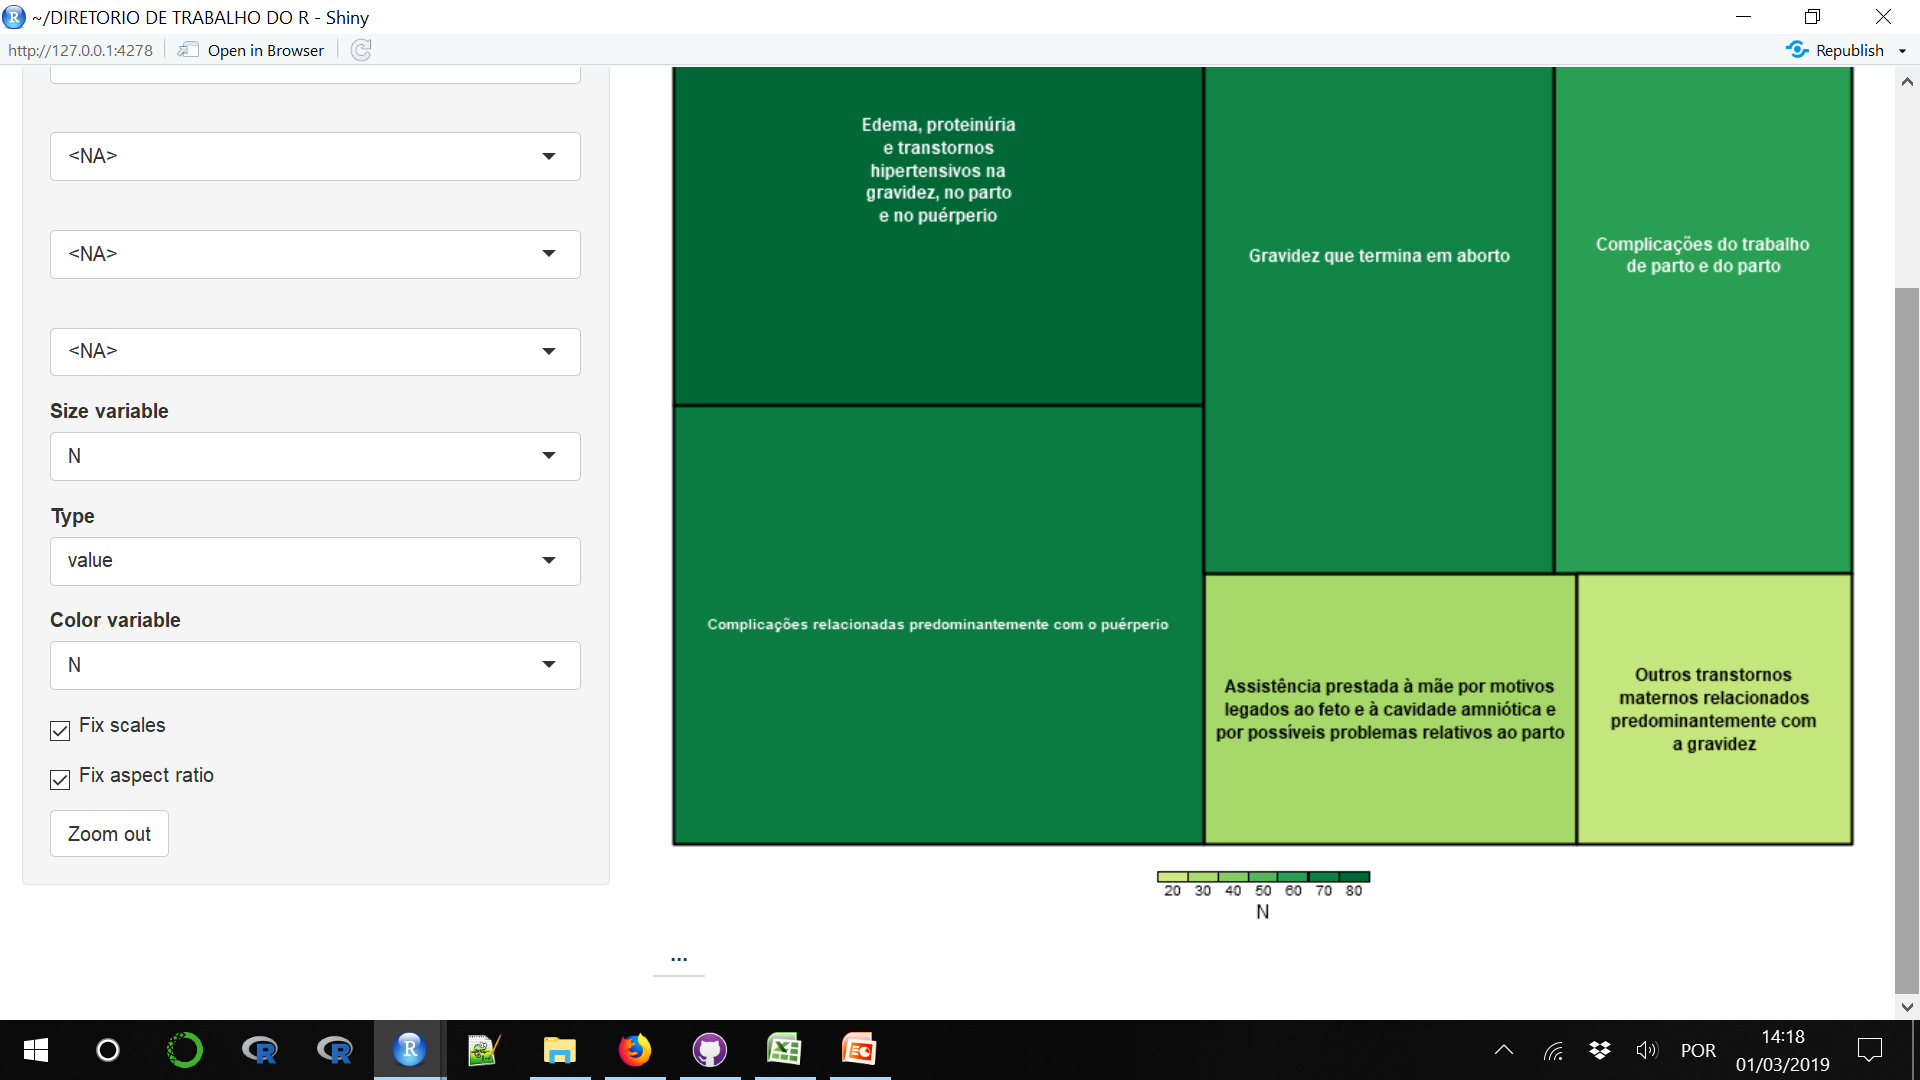 ~/DIRETORIO DE TRABALHO DO R - Shiny
http://127.0.0.1:4278
Open in Browser
Republish
<NA>
<NA>
<NA>
Size variable
N
Type
value
Color variable
N
Fix scales
Fix aspect ratio
Zoom out
Edema, proteinúria
e transtornos
hipertensivos na
gravidez, no parto
e no puérperio
Gravidez que termina em aborto
Complicações do trabalho
de parto e do parto
Complicações relacionadas predominantemente com o puérperio
Assistência prestada à mãe por motivos
legados ao feto e à cavidade amniótica e
por possíveis problemas relativos ao parto
Outros transtornos
maternos relacionados
predominantemente com
a gravidez
20 30 40 50 60 70 80
N
...
POR
14:18
01/03/2019